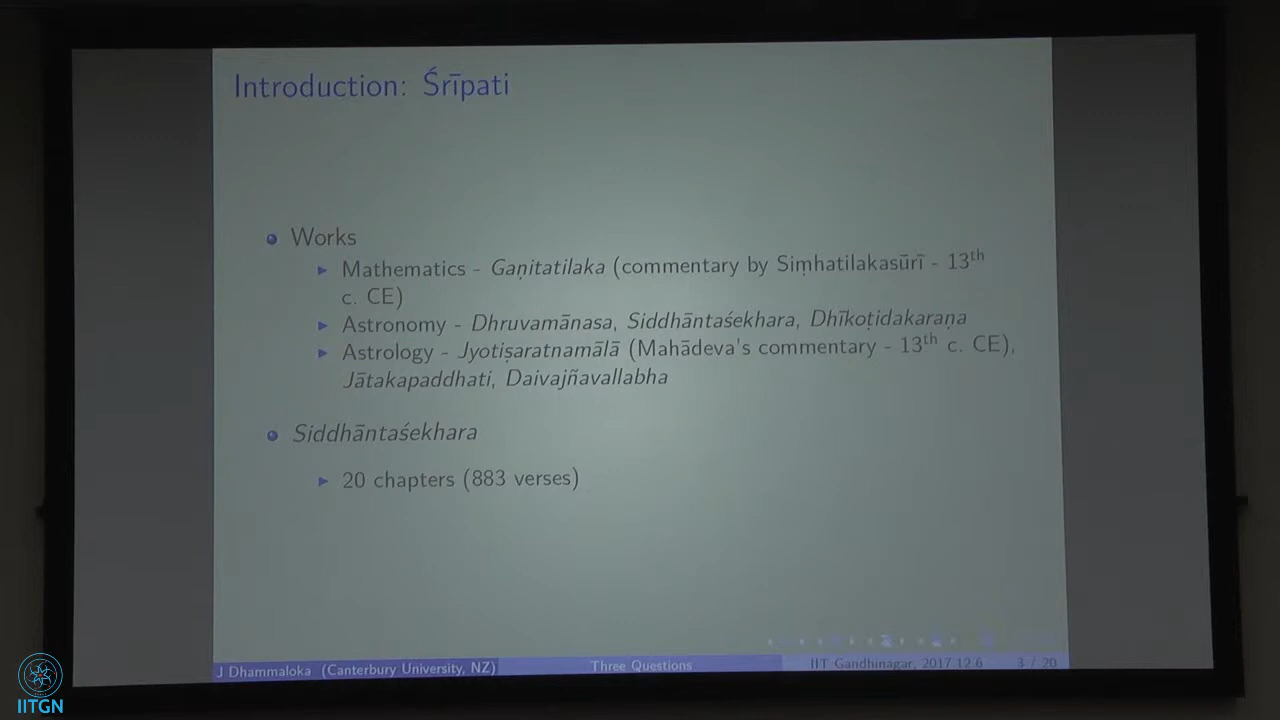 Introduction: Śrīpati
Works
Mathematics - Gaṇitatilaka (commentary by Siṃhatilakasūrī - 13th
c. CE)
Astronomy - Dhruvamānasa, Siddhāntaśekhara, Dhīkoṭidakaraṇa
Astrology - Jyotiṣaratnamālā (Mahādeva's commentary - 13th c. CE),
Jātakapaddhati, Daivajñavallabha
Siddhāntaśekhara
20 chapters (883 verses)
J Dhammaloka (Canterbury University, NZ) Three Questions IIT Gandhinagar, 2017.12.6 3 / 20
IITGN